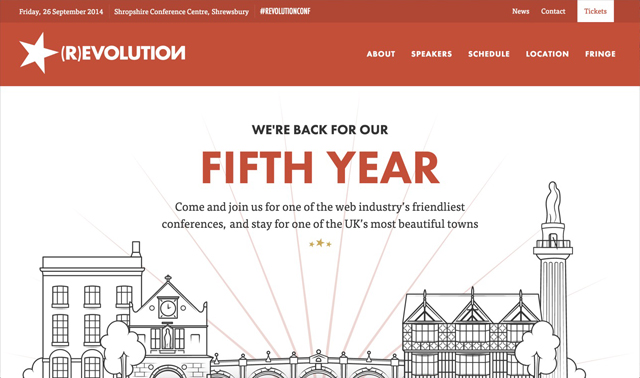 Friday, 26 September 2014 Shropshire Conference Centre, Shrewsbury #REVOLUTIONCONF News Contact Tickets
(R)EVOLUTION ABOUT SPEAKERS SCHEDULE LOCATION FRINGE
WE'RE BACK FOR OUR
FIFTH YEAR
Come and join us for one of the web industry's friendliest
conferences, and stay for one of the UK's most beautiful towns